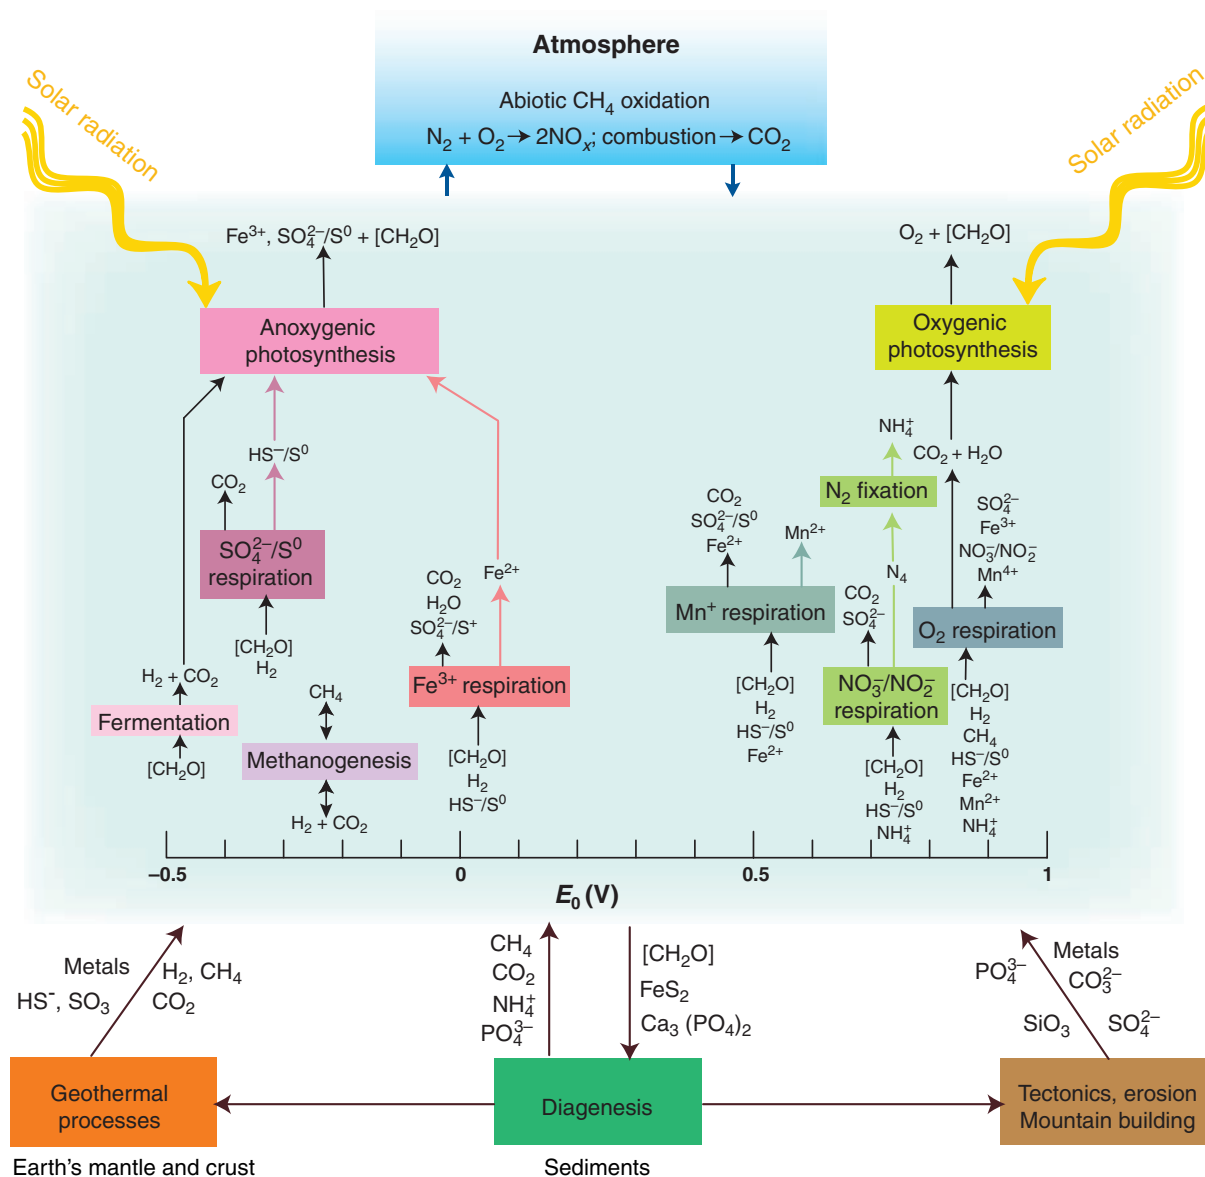 Atmosphere
Abiotic CH₄ oxidation
N₂ + O₂ → 2NOₓ; combustion → CO₂
Solar radiation
Solar radiation
Fe³⁺, SO₄²⁻/S⁰ + [CH₂O]
O₂ + [CH₂O]
Anoxygenic
photosynthesis
Oxygenic
photosynthesis
HS⁻/S⁰
CO₂
SO₄²⁻/S⁰
respiration
[CH₂O]
H₂
H₂ + CO₂
Fermentation
[CH₂O]
CH₄
Methanogenesis
H₂ + CO₂
Fe²⁺
CO₂
H₂O
SO₄²⁻/S⁺
Fe³⁺ respiration
[CH₂O]
H₂
HS⁻/S⁰
CO₂
SO₄²⁻/S⁰
Fe²⁺
Mn²⁺
Mn⁺ respiration
[CH₂O]
H₂
HS⁻/S⁰
Fe²⁺
NH₄⁺
N₂ fixation
N₄
CO₂
SO₄²⁻
NO₃⁻/NO₂⁻
respiration
[CH₂O]
H₂
HS⁻/S⁰
NH₄⁺
CO₂ + H₂O
SO₄²⁻
Fe³⁺
NO₃⁻/NO₂⁻
Mn⁴⁺
O₂ respiration
[CH₂O]
H₂
CH₄
HS⁻/S⁰
Fe²⁺
Mn²⁺
NH₄⁺
–0.5
0
0.5
1
E₀ (V)
Metals
HS⁻, SO₃
H₂, CH₄
CO₂
CH₄
CO₂
NH₄⁺
PO₄³⁻
[CH₂O]
FeS₂
Ca₃ (PO₄)₂
PO₄³⁻
SiO₃
Metals
CO₃²⁻
SO₄²⁻
Geothermal
processes
Diagenesis
Tectonics, erosion
Mountain building
Earth's mantle and crust
Sediments